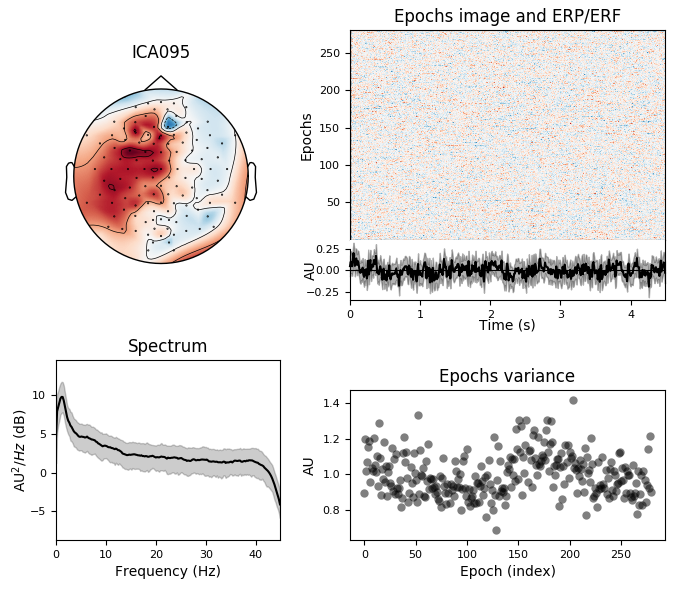 ICA095
Epochs image and ERP/ERF
Epochs
250
200
150
100
50
AU
0.25
0.00
−0.25
0 1 2 3 4
Time (s)
Spectrum
AU²/Hz (dB)
10
5
0
−5
0 10 20 30 40
Frequency (Hz)
Epochs variance
AU
1.4
1.2
1.0
0.8
0 50 100 150 200 250
Epoch (index)